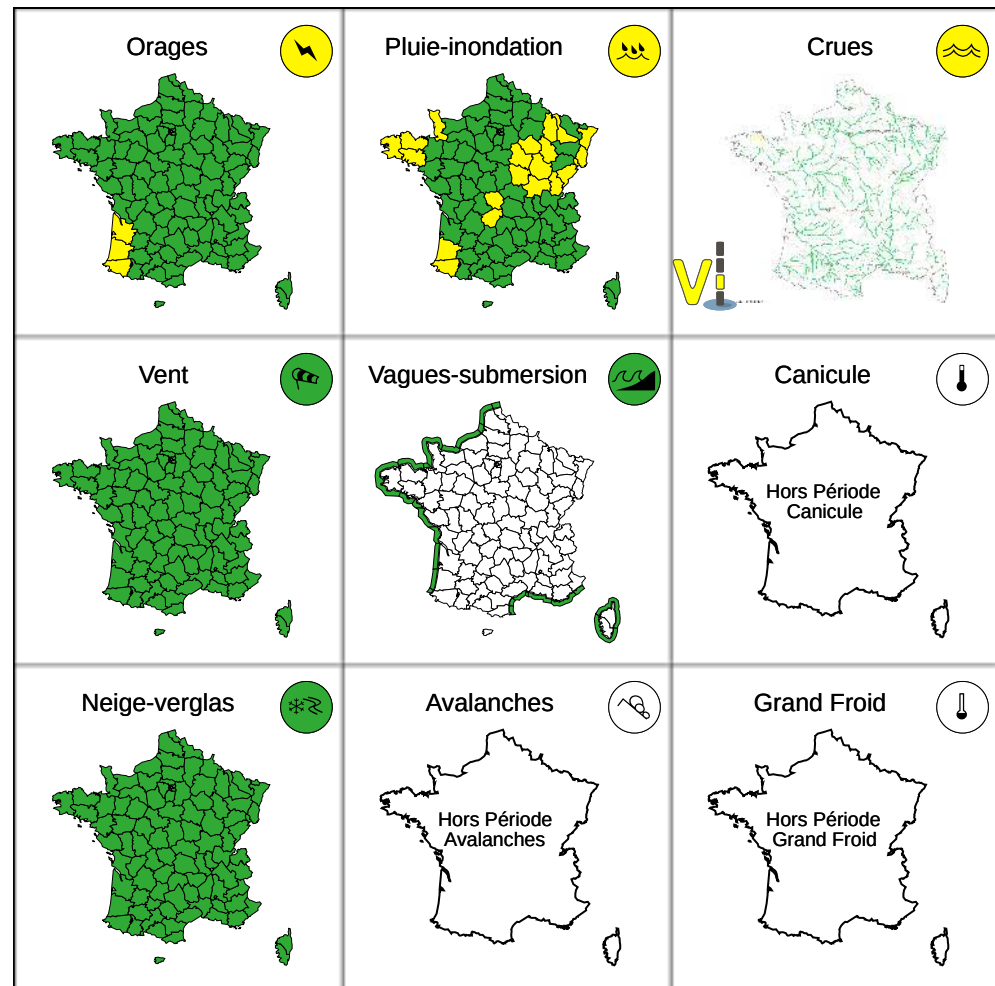 Orages
Pluie-inondation
Crues
Vi
Vent
Vagues-submersion
Canicule
Hors Période
Canicule
Neige-verglas
Avalanches
Grand Froid
Hors Période
Avalanches
Hors Période
Grand Froid